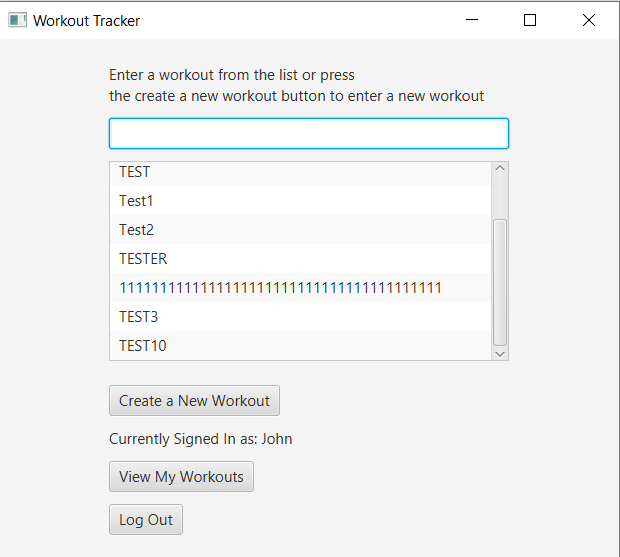 Workout Tracker
Enter a workout from the list or press
the create a new workout button to enter a new workout
TEST
Test1
Test2
TESTER
1111111111111111111111111111111111111111
TEST3
TEST10
Create a New Workout
Currently Signed In as: John
View My Workouts
Log Out